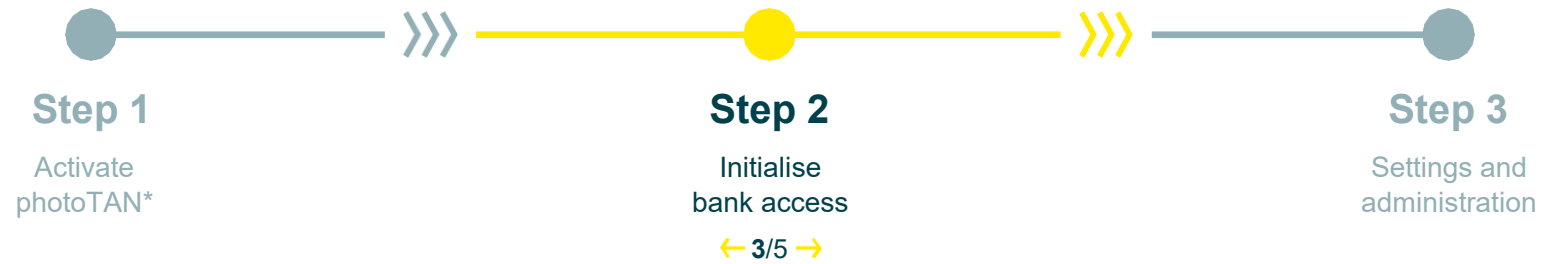 Step 1
Activate
photoTAN*
Step 2
Initialise
bank access
3/5
Step 3
Settings and
administration